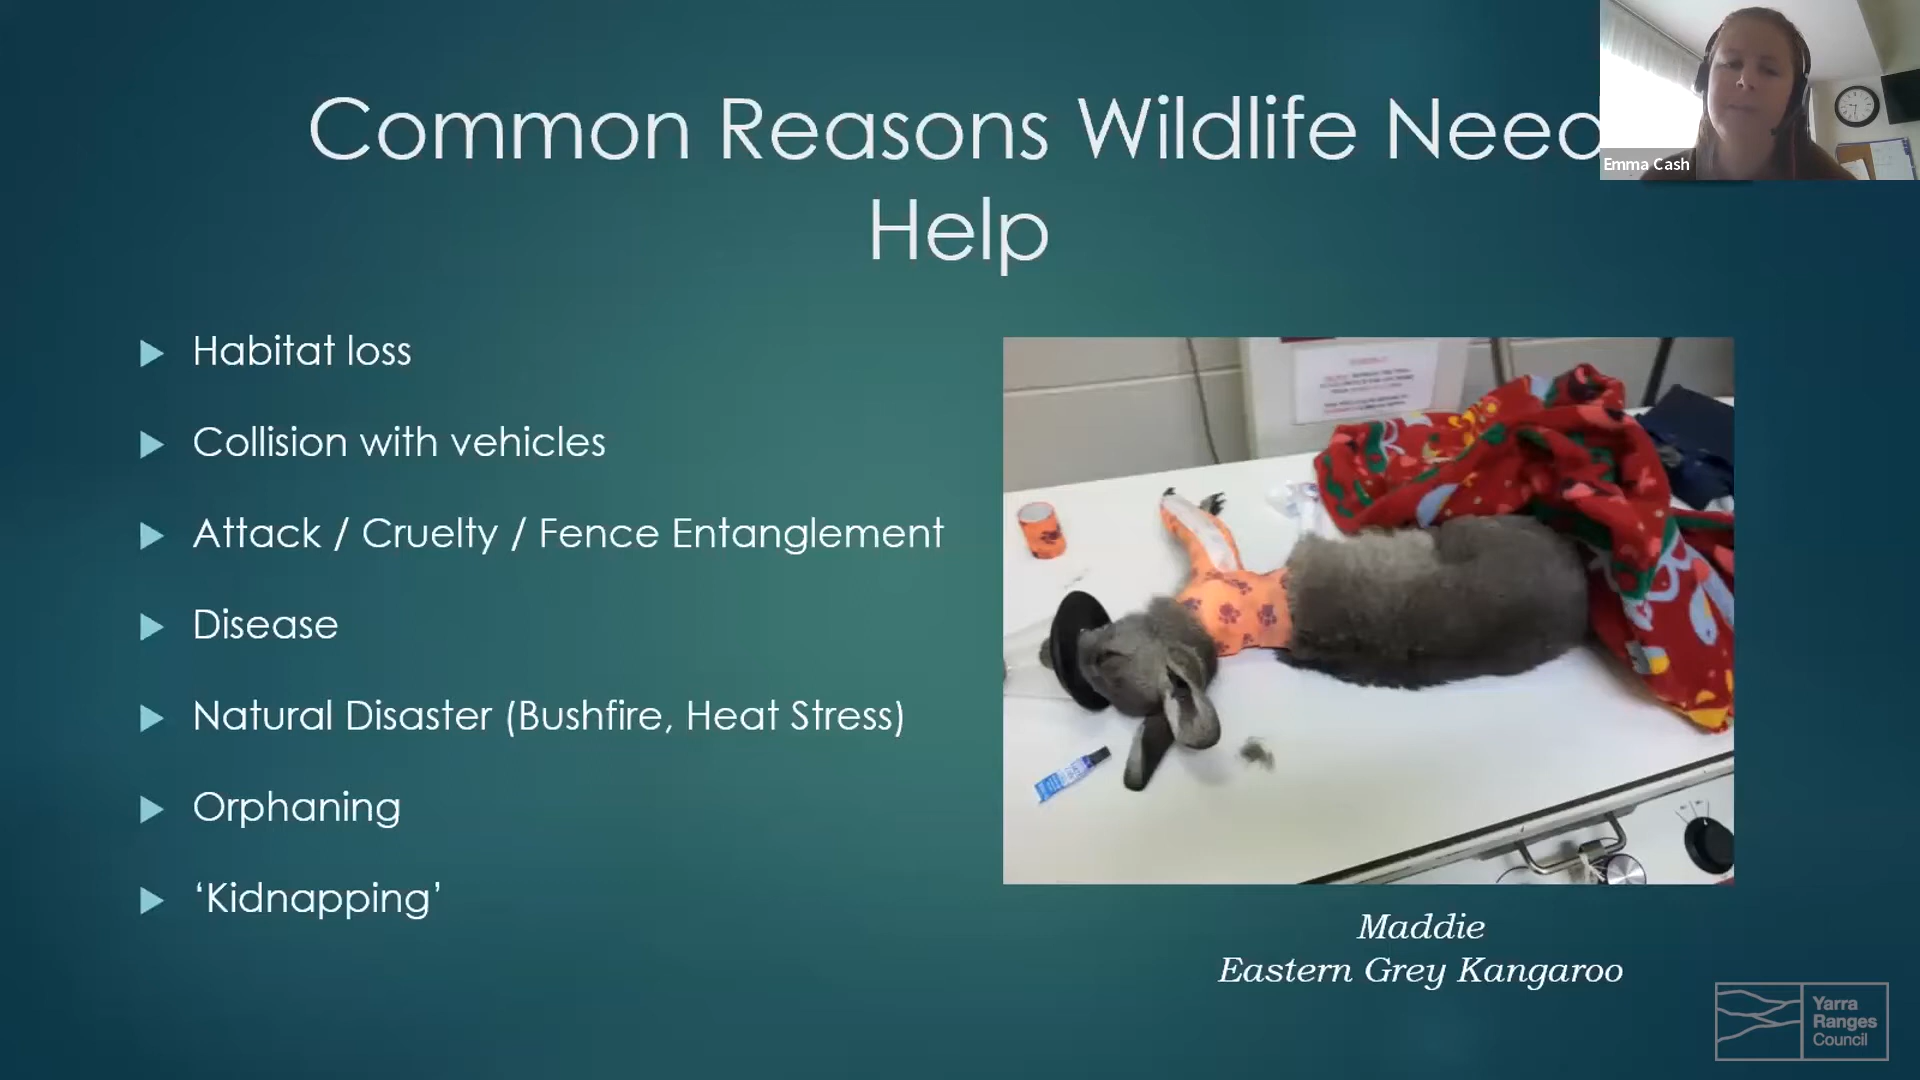 Common Reasons Wildlife Need
Help
Emma Cash
Habitat loss
Collision with vehicles
Attack / Cruelty / Fence Entanglement
Disease
Natural Disaster (Bushfire, Heat Stress)
Orphaning
‘Kidnapping’
Maddie
Eastern Grey Kangaroo
Yarra
Ranges
Council